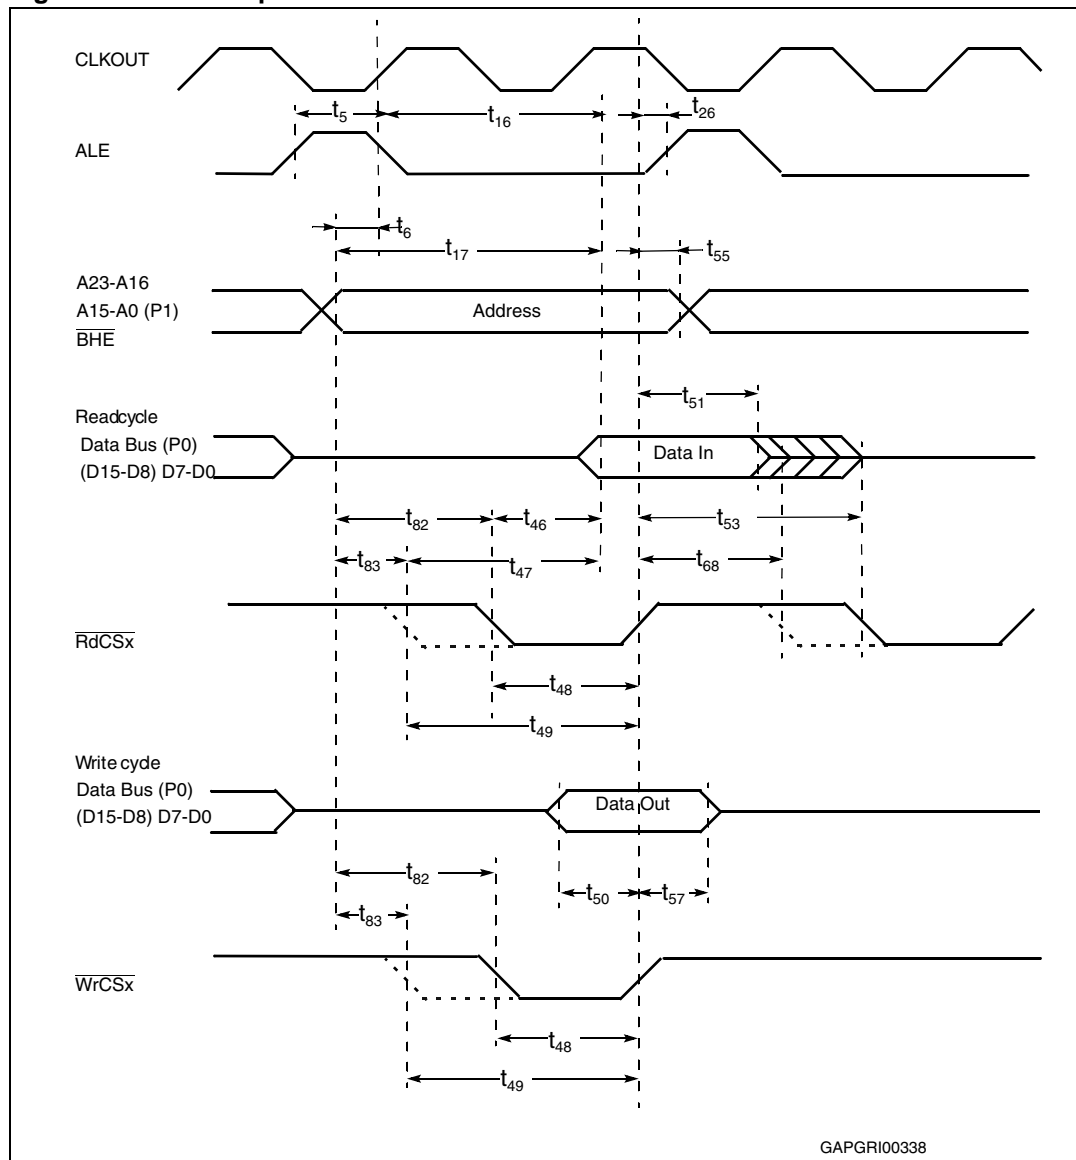 CLKOUT
t5
t16
t26
ALE
t6
t17
t55
A23-A16
A15-A0 (P1)
Address
BHE
t51
Readcycle
Data Bus (P0)
Data In
(D15-D8) D7-D0
t82
t46
t53
t83
t47
t68
RdCSx
t48
t49
Write cycle
Data Bus (P0)
Data Out
(D15-D8) D7-D0
t82
t50
t57
t83
WrCSx
t48
t49
GAPGRI00338